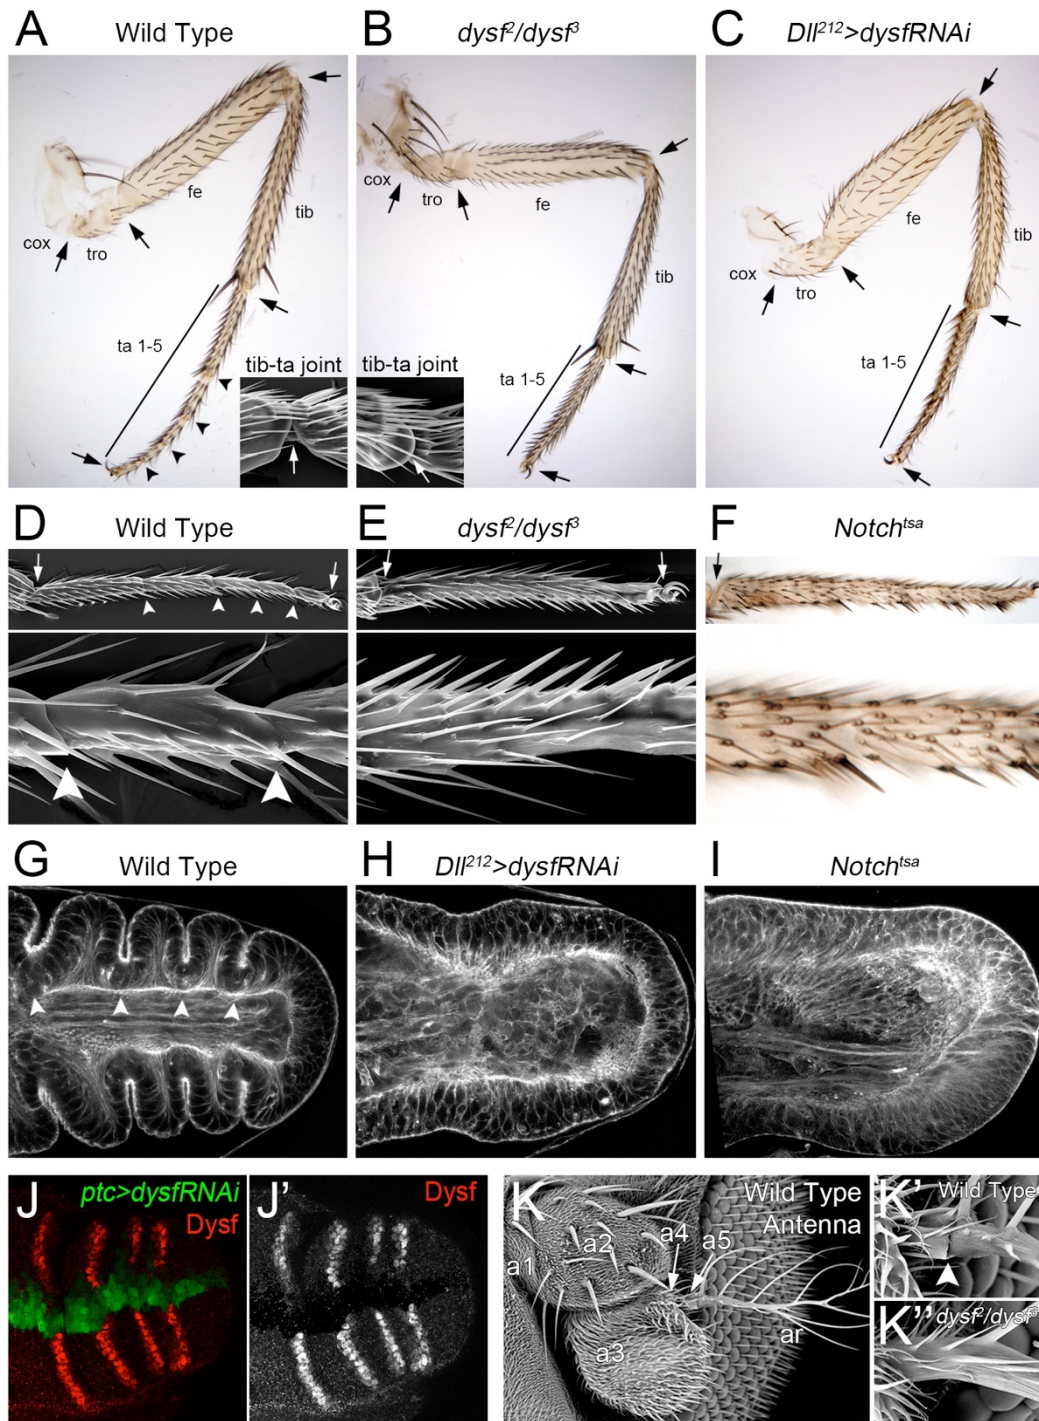 A Wild Type
B dysf²/dysf³
C Dll²¹²>dysfRNAi
cox
tro
fe
tib
ta 1-5
tib-ta joint
cox
tro
fe
tib
ta 1-5
tib-ta joint
cox
tro
fe
tib
ta 1-5
D Wild Type
E dysf²/dysf³
F Notchᵗˢᵃ
G Wild Type
H Dll²¹²>dysfRNAi
I Notchᵗˢᵃ
J ptc>dysfRNAi
Dysf
J' Dysf
K Wild Type
Antenna
a1
a2
a3
a4
a5
ar
K' Wild Type
K'' dysf²/dysf³